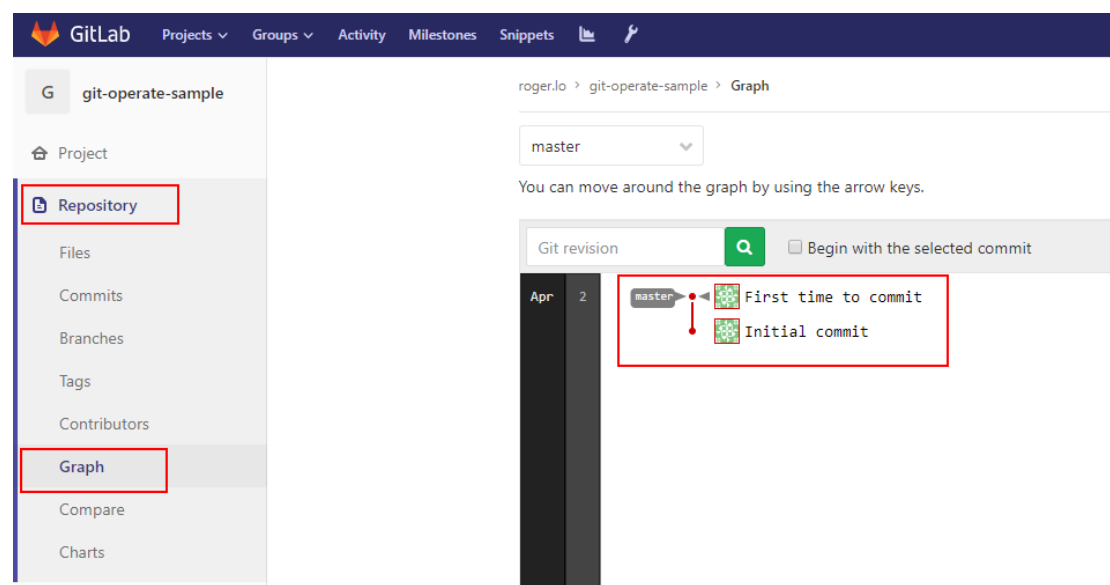 GitLab Projects Groups Activity Milestones Snippets
G git-operate-sample
Project
Repository
Files
Commits
Branches
Tags
Contributors
Graph
Compare
Charts
roger.lo > git-operate-sample > Graph
master
You can move around the graph by using the arrow keys.
Git revision Begin with the selected commit
Apr 2 master First time to commit
Initial commit